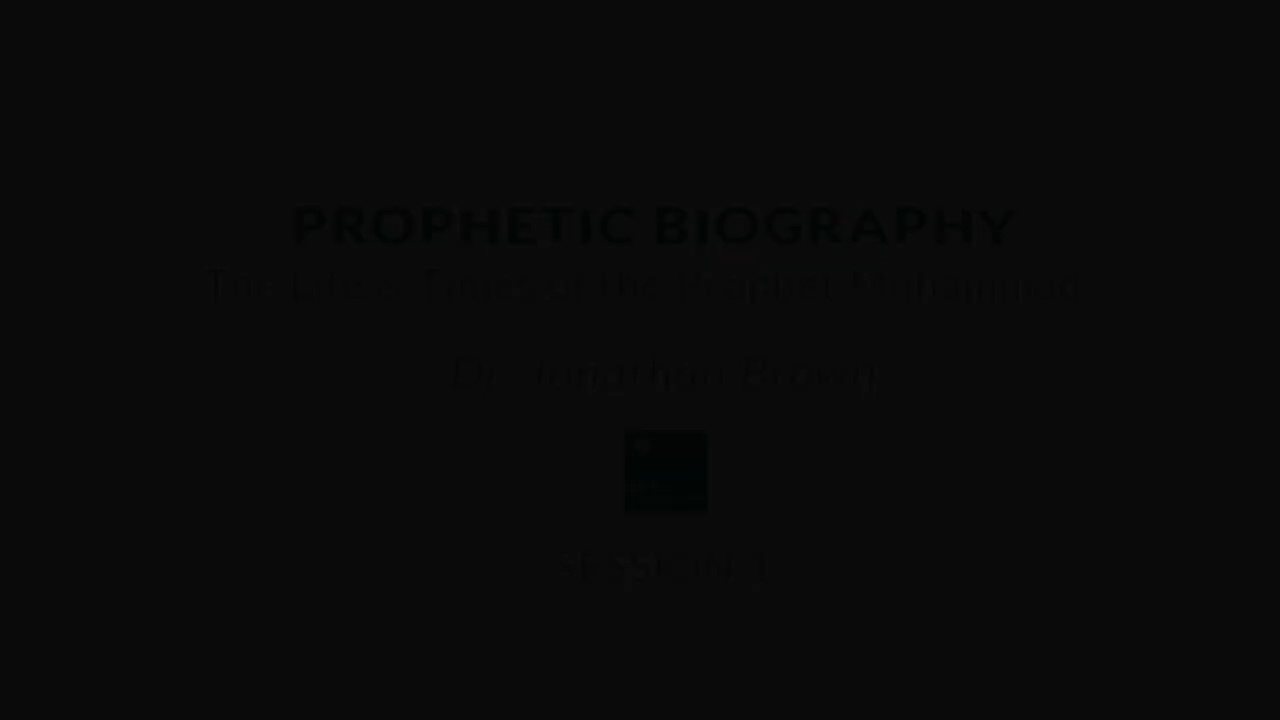 PROPHETIC BIOGRAPHY
The Life & Times of the Prophet Muhammad
Dr. Jonathan Brown
SESSION 1